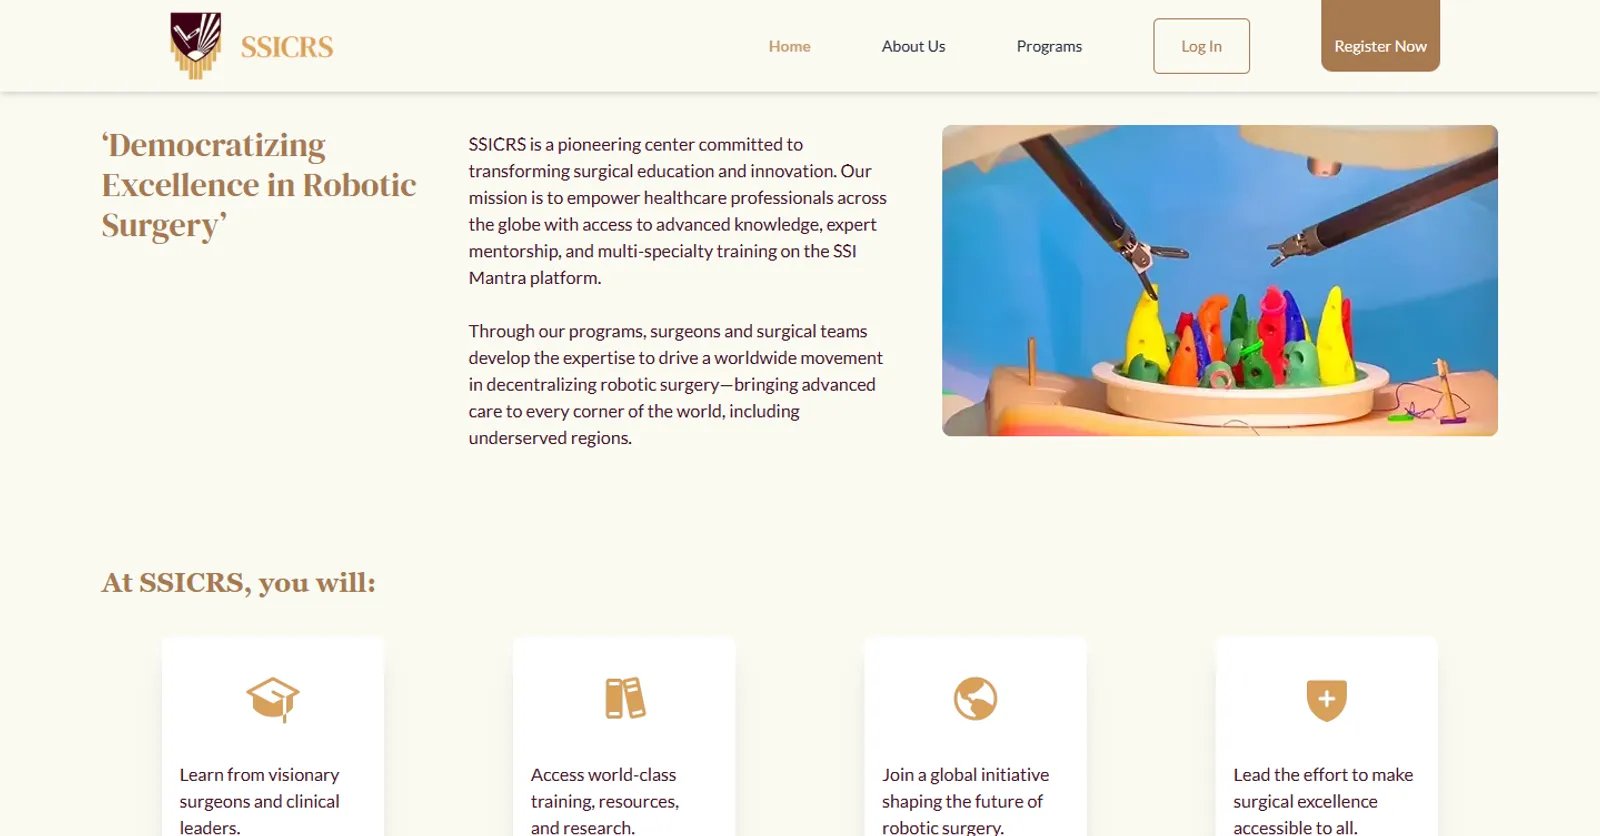 SSICRS
Home
About Us
Programs
Log In
Register Now
‘Democratizing
Excellence in Robotic
Surgery’
SSICRS is a pioneering center committed to
transforming surgical education and innovation. Our
mission is to empower healthcare professionals across
the globe with access to advanced knowledge, expert
mentorship, and multi-specialty training on the SSI
Mantra platform.
Through our programs, surgeons and surgical teams
develop the expertise to drive a worldwide movement
in decentralizing robotic surgery—bringing advanced
care to every corner of the world, including
underserved regions.
At SSICRS, you will:
Learn from visionary
surgeons and clinical
leaders.
Access world-class
training, resources,
and research.
Join a global initiative
shaping the future of
robotic surgery.
Lead the effort to make
surgical excellence
accessible to all.